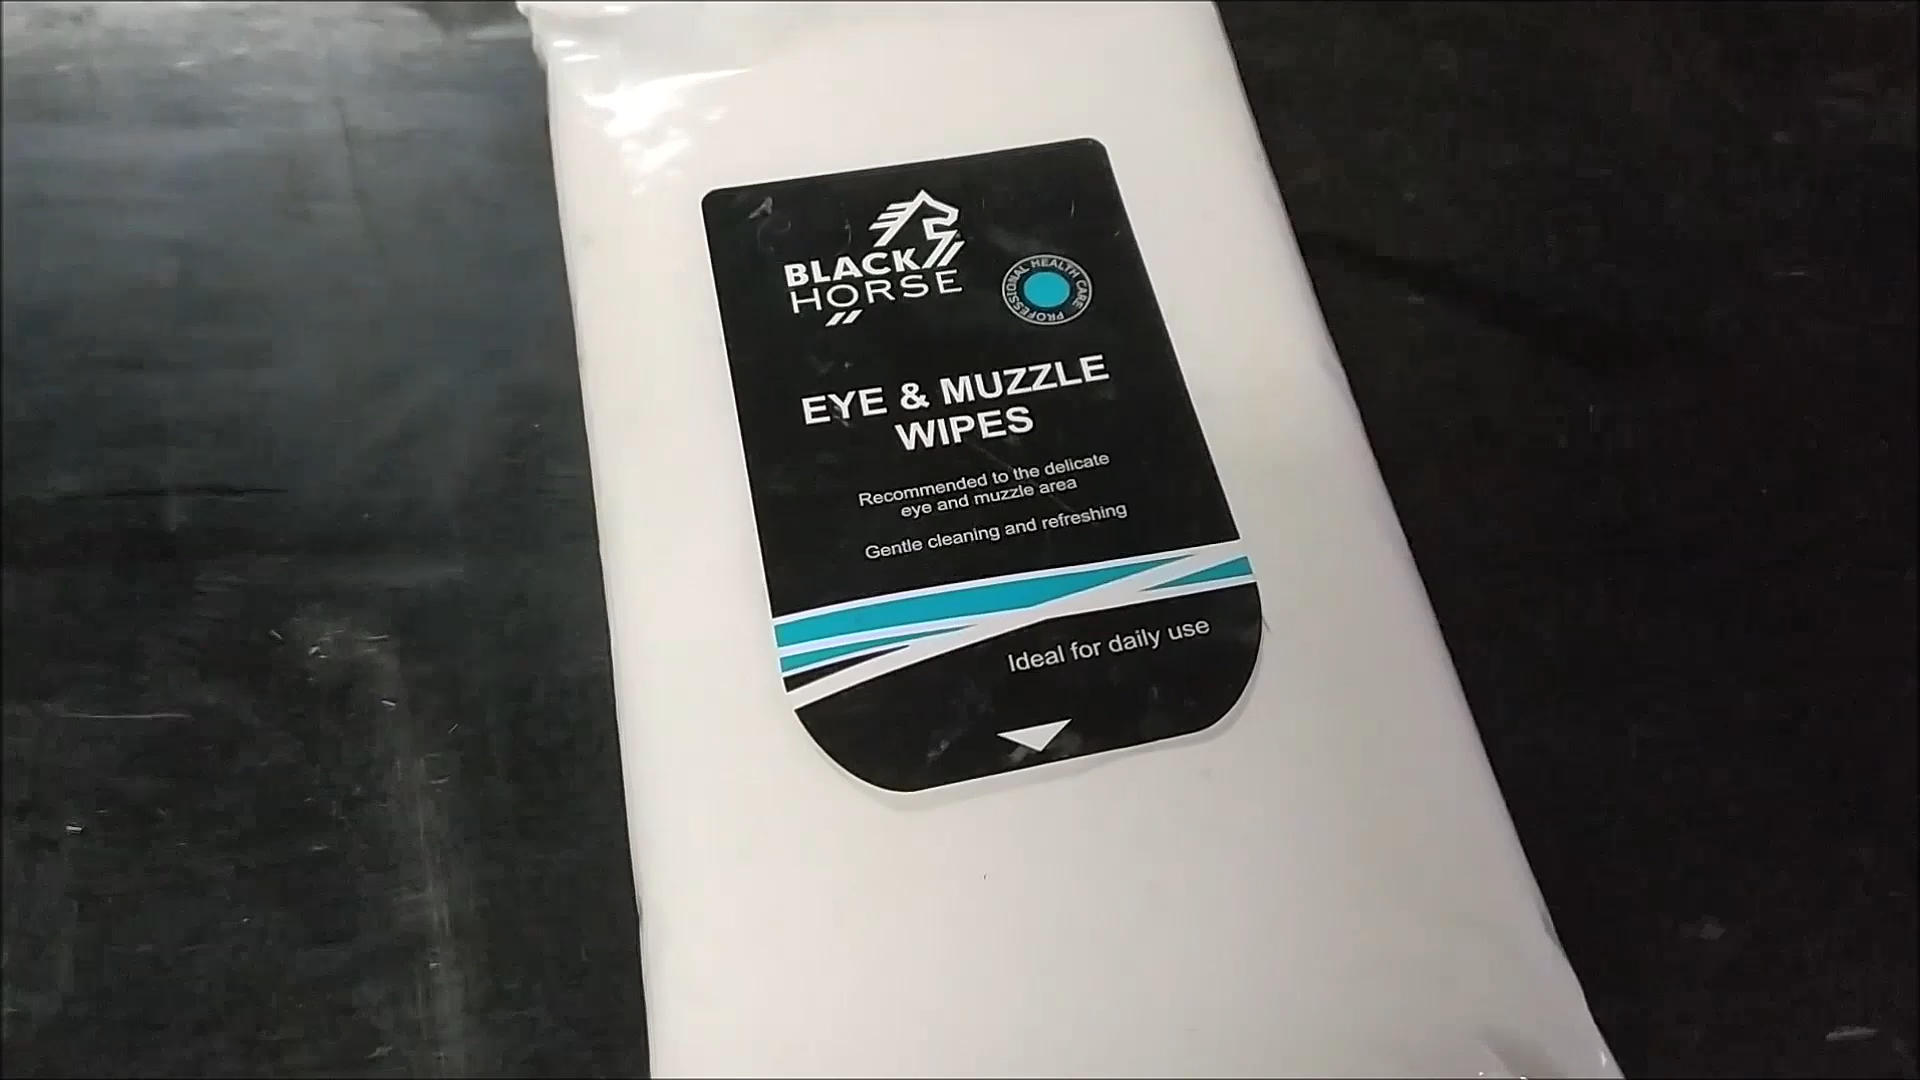 BLACK
HORSE
PROFESSIONAL HEALTH CARE
EYE & MUZZLE
WIPES
Recommended to the delicate
eye and muzzle area
Gentle cleaning and refreshing
Ideal for daily use